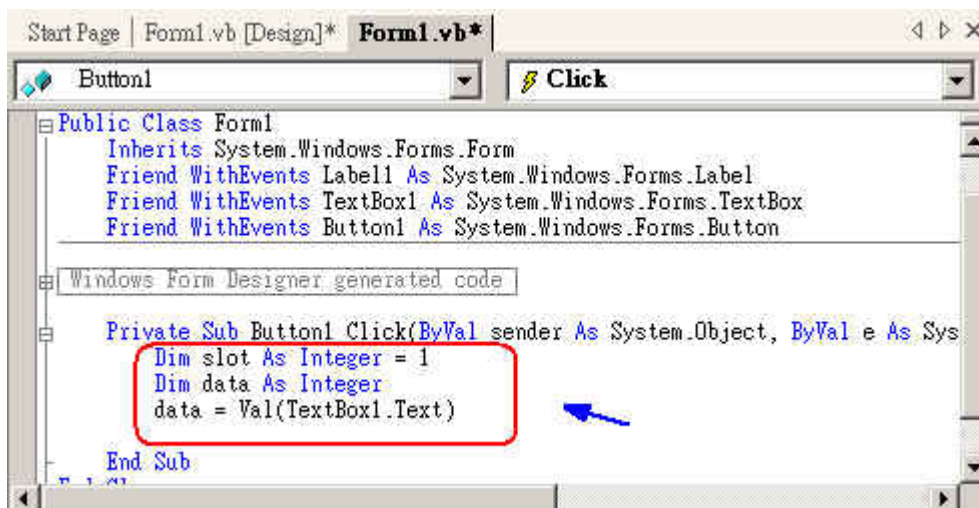 Start Page Form1.vb [Design]* Form1.vb*
Button1 Click
Public Class Form1
Inherits System.Windows.Forms.Form
Friend WithEvents Label1 As System.Windows.Forms.Label
Friend WithEvents TextBox1 As System.Windows.Forms.TextBox
Friend WithEvents Button1 As System.Windows.Forms.Button
Windows Form Designer generated code
Private Sub Button1_Click(ByVal sender As System.Object, ByVal e As Sys
Dim slot As Integer = 1
Dim data As Integer
data = Val(TextBox1.Text)
End Sub